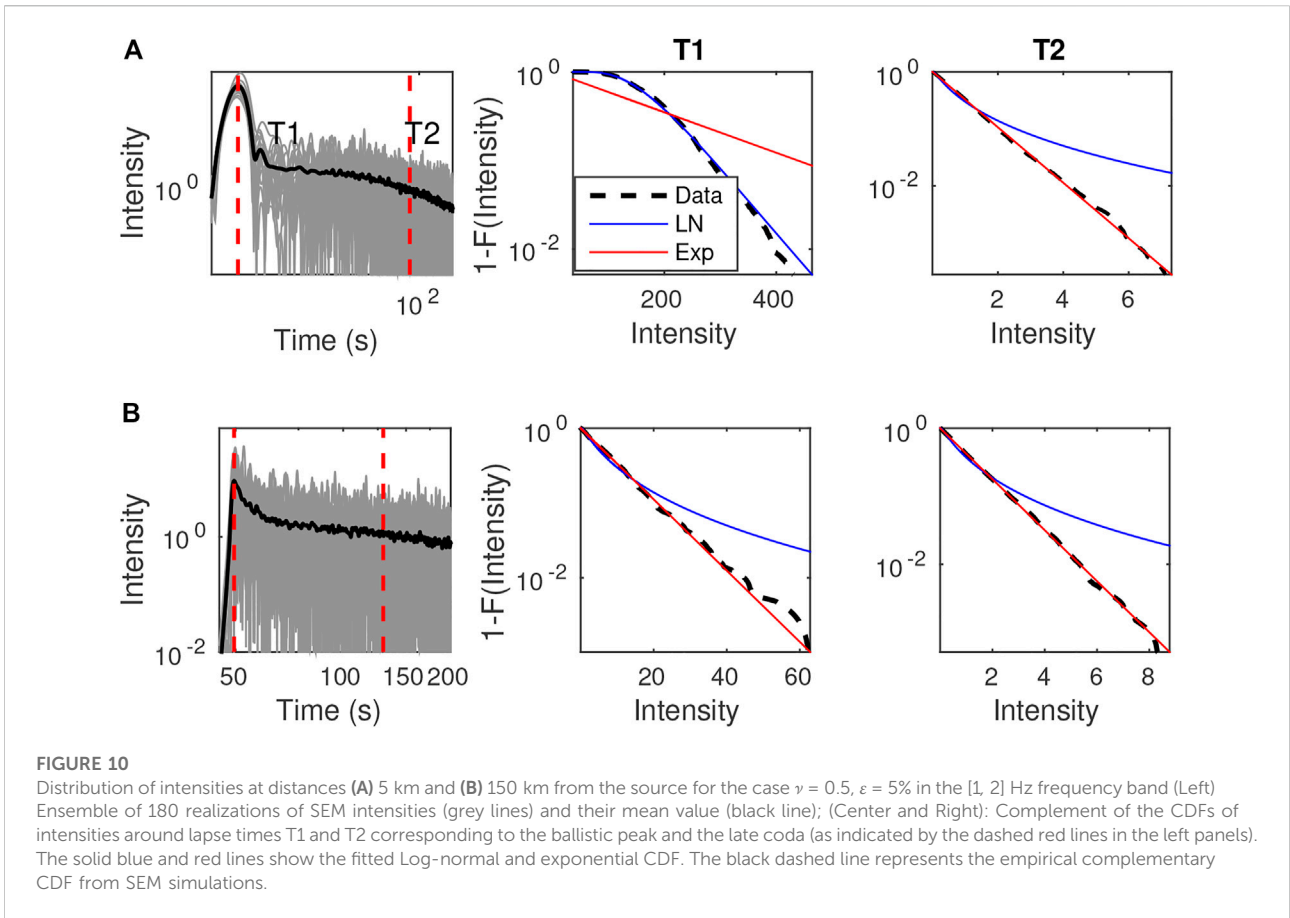 A
T1
T2
Intensity
10 0
T1
T2
10 2
Time (s)
1-F(Intensity)
10 0
10 -2
Data
LN
Exp
200
400
Intensity
10 0
10 -2
2
4
6
Intensity
B
Intensity
10 0
10 -2
50
100
150
200
Time (s)
1-F(Intensity)
10 0
10 -2
20
40
60
Intensity
10 0
10 -2
2
4
6
8
Intensity
FIGURE 10
Distribution of intensities at distances (A) 5 km and (B) 150 km from the source for the case ν = 0.5, ε = 5% in the [1, 2] Hz frequency band (Left)
Ensemble of 180 realizations of SEM intensities (grey lines) and their mean value (black line); (Center and Right): Complement of the CDFs of
intensities around lapse times T1 and T2 corresponding to the ballistic peak and the late coda (as indicated by the dashed red lines in the left panels).
The solid blue and red lines show the fitted Log-normal and exponential CDF. The black dashed line represents the empirical complementary
CDF from SEM simulations.